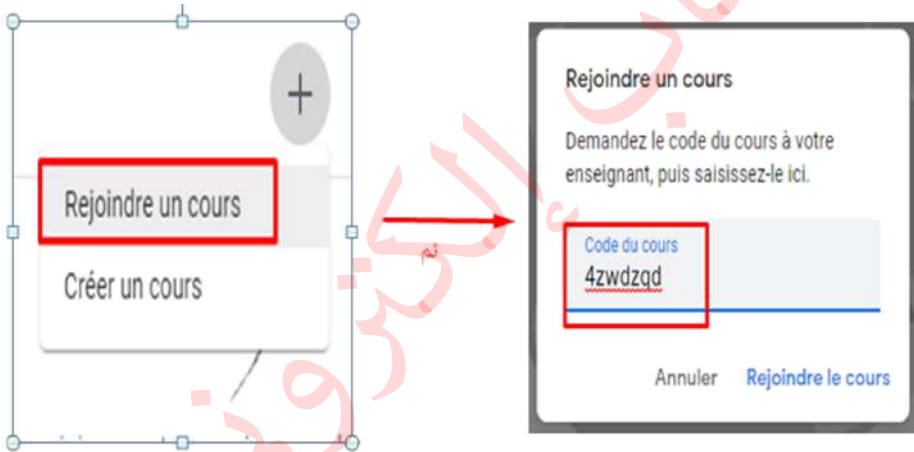 +
Rejoindre un cours
Créer un cours
Rejoindre un cours
Demandez le code du cours à votre
enseignant, puis saisissez-le ici.
Code du cours
4zwdzqd
Annuler Rejoindre le cours